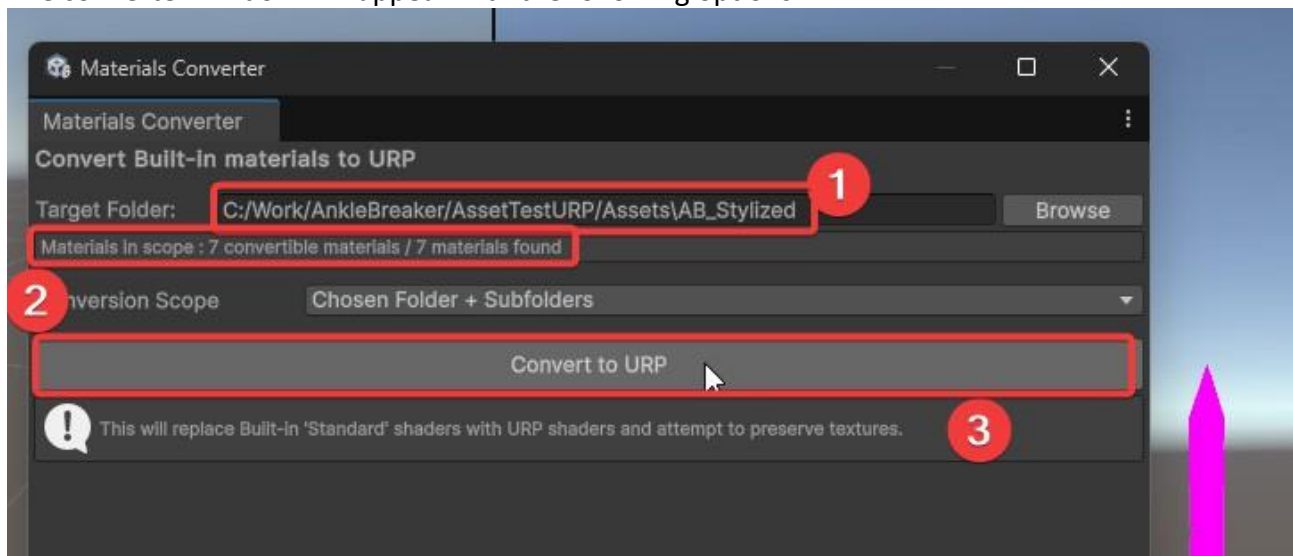 Materials Converter
Materials Converter
Convert Built-in materials to URP
1
Target Folder: C:/Work/AnkleBreaker/AssetTestURP/Assets\AB_Stylized Browse
Materials in scope : 7 convertible materials / 7 materials found
2 nversion Scope Chosen Folder + Subfolders
Convert to URP
This will replace Built-in 'Standard' shaders with URP shaders and attempt to preserve textures. 3